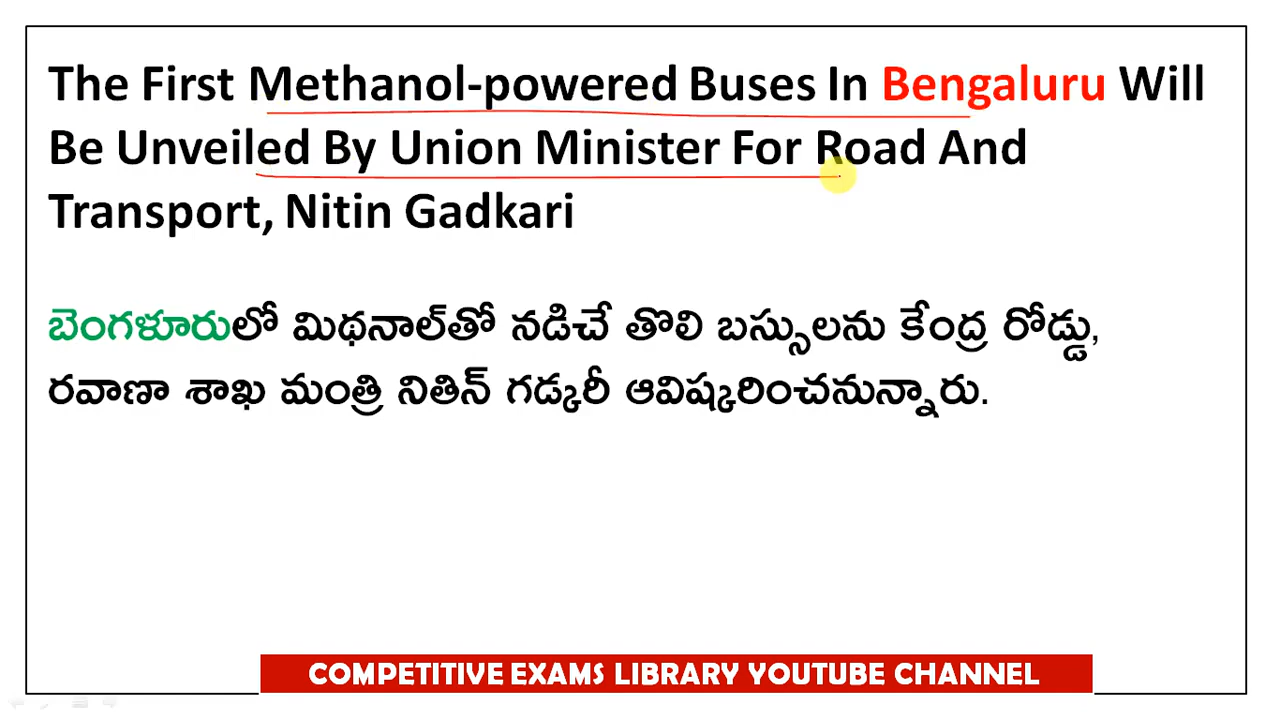 The First Methanol-powered Buses In Bengaluru Will
Be Unveiled By Union Minister For Road And
Transport, Nitin Gadkari
బెంగళూరులో మిథనాల్‌తో నడిచే తొలి బస్సులను కేంద్ర రోడ్డు,
రవాణా శాఖ మంత్రి నితిన్ గడ్కరీ ఆవిష్కరించనున్నారు.
COMPETITIVE EXAMS LIBRARY YOUTUBE CHANNEL